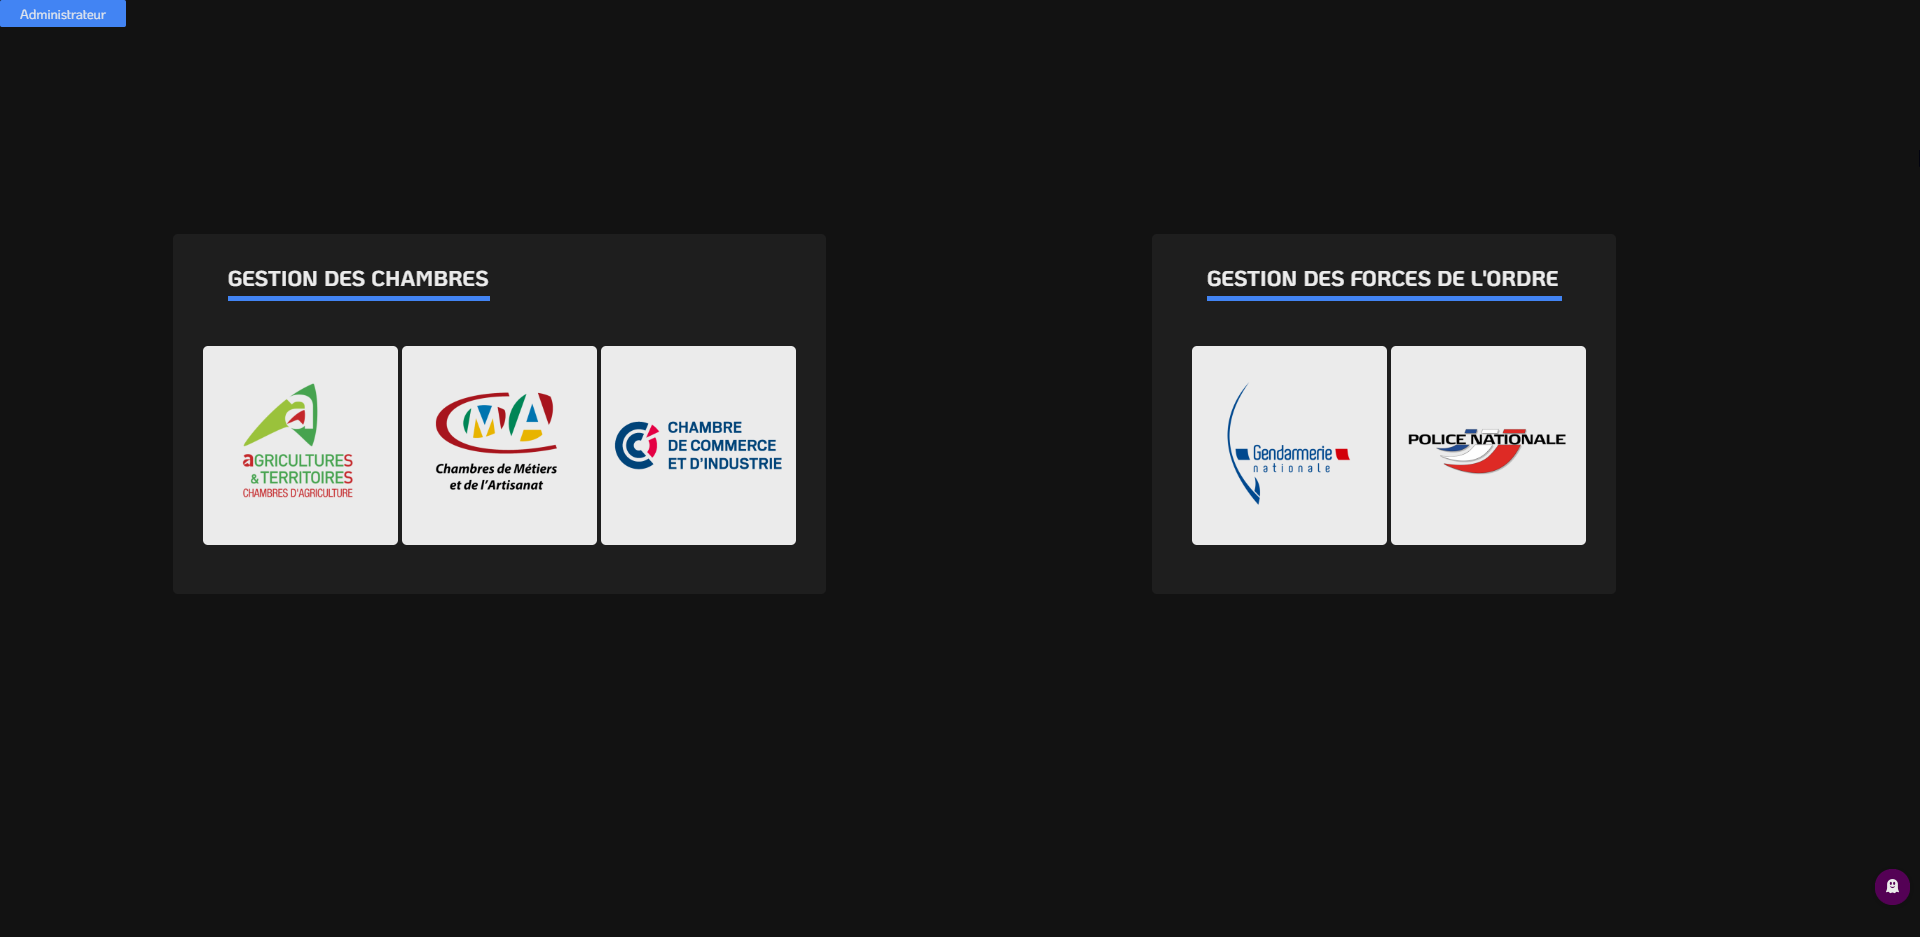 Administrateur
GESTION DES CHAMBRES
aGRICULTURES
& TERRITOIRES
CHAMBRES D'AGRICULTURE
CMA
Chambres de Métiers
et de l'Artisanat
CHAMBRE
DE COMMERCE
ET D'INDUSTRIE
GESTION DES FORCES DE L'ORDRE
Gendarmerie
nationale
POLICE NATIONALE